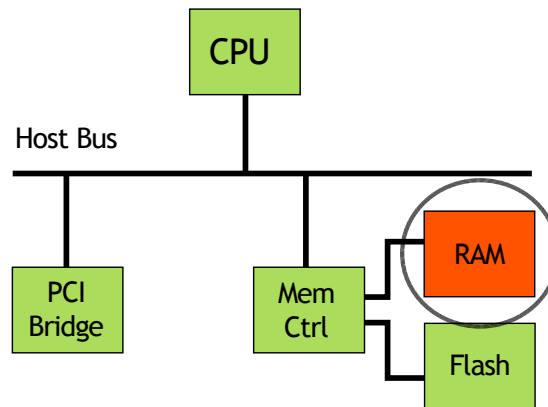 CPU
Host Bus
RAM
PCI
Bridge
Mem
Ctrl
Flash